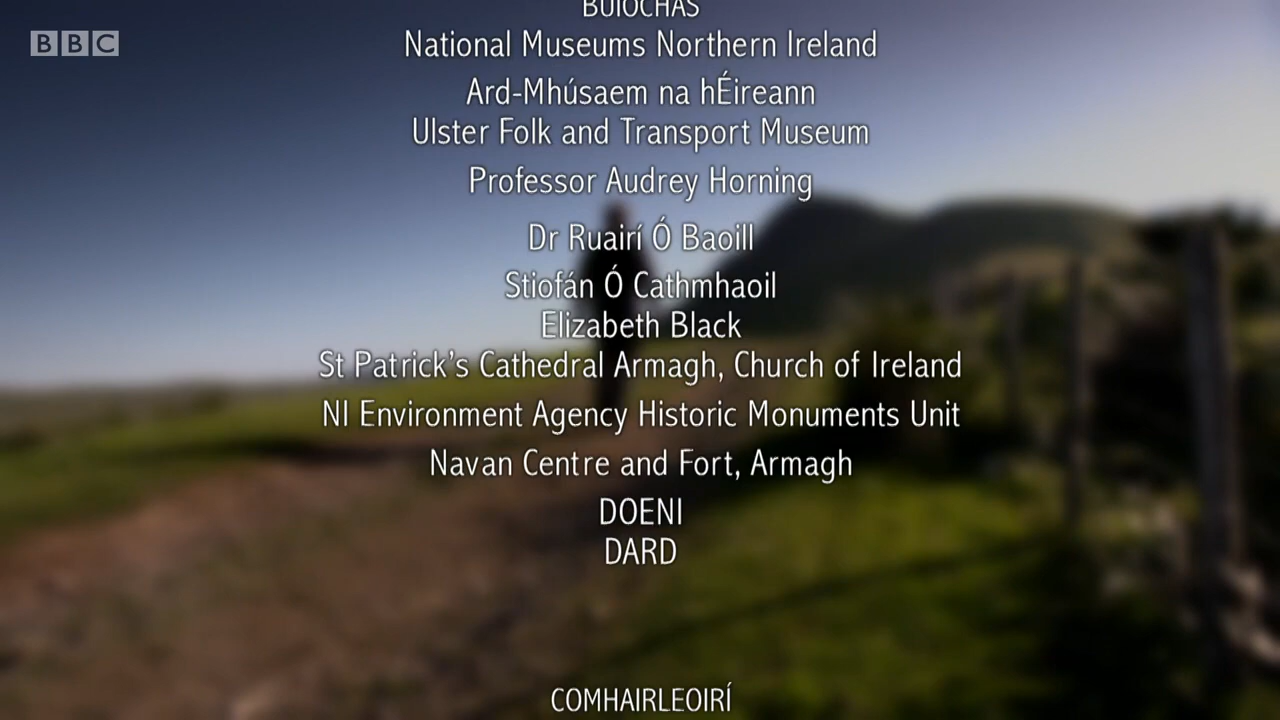 BBC
BUÍOCHAS
National Museums Northern Ireland
Ard-Mhúsaem na hÉireann
Ulster Folk and Transport Museum
Professor Audrey Horning
Dr Ruairí Ó Baoill
Stiofán Ó Cathmhaoil
Elizabeth Black
St Patrick's Cathedral Armagh, Church of Ireland
NI Environment Agency Historic Monuments Unit
Navan Centre and Fort, Armagh
DOENI
DARD
COMHAIRLEOIRÍ